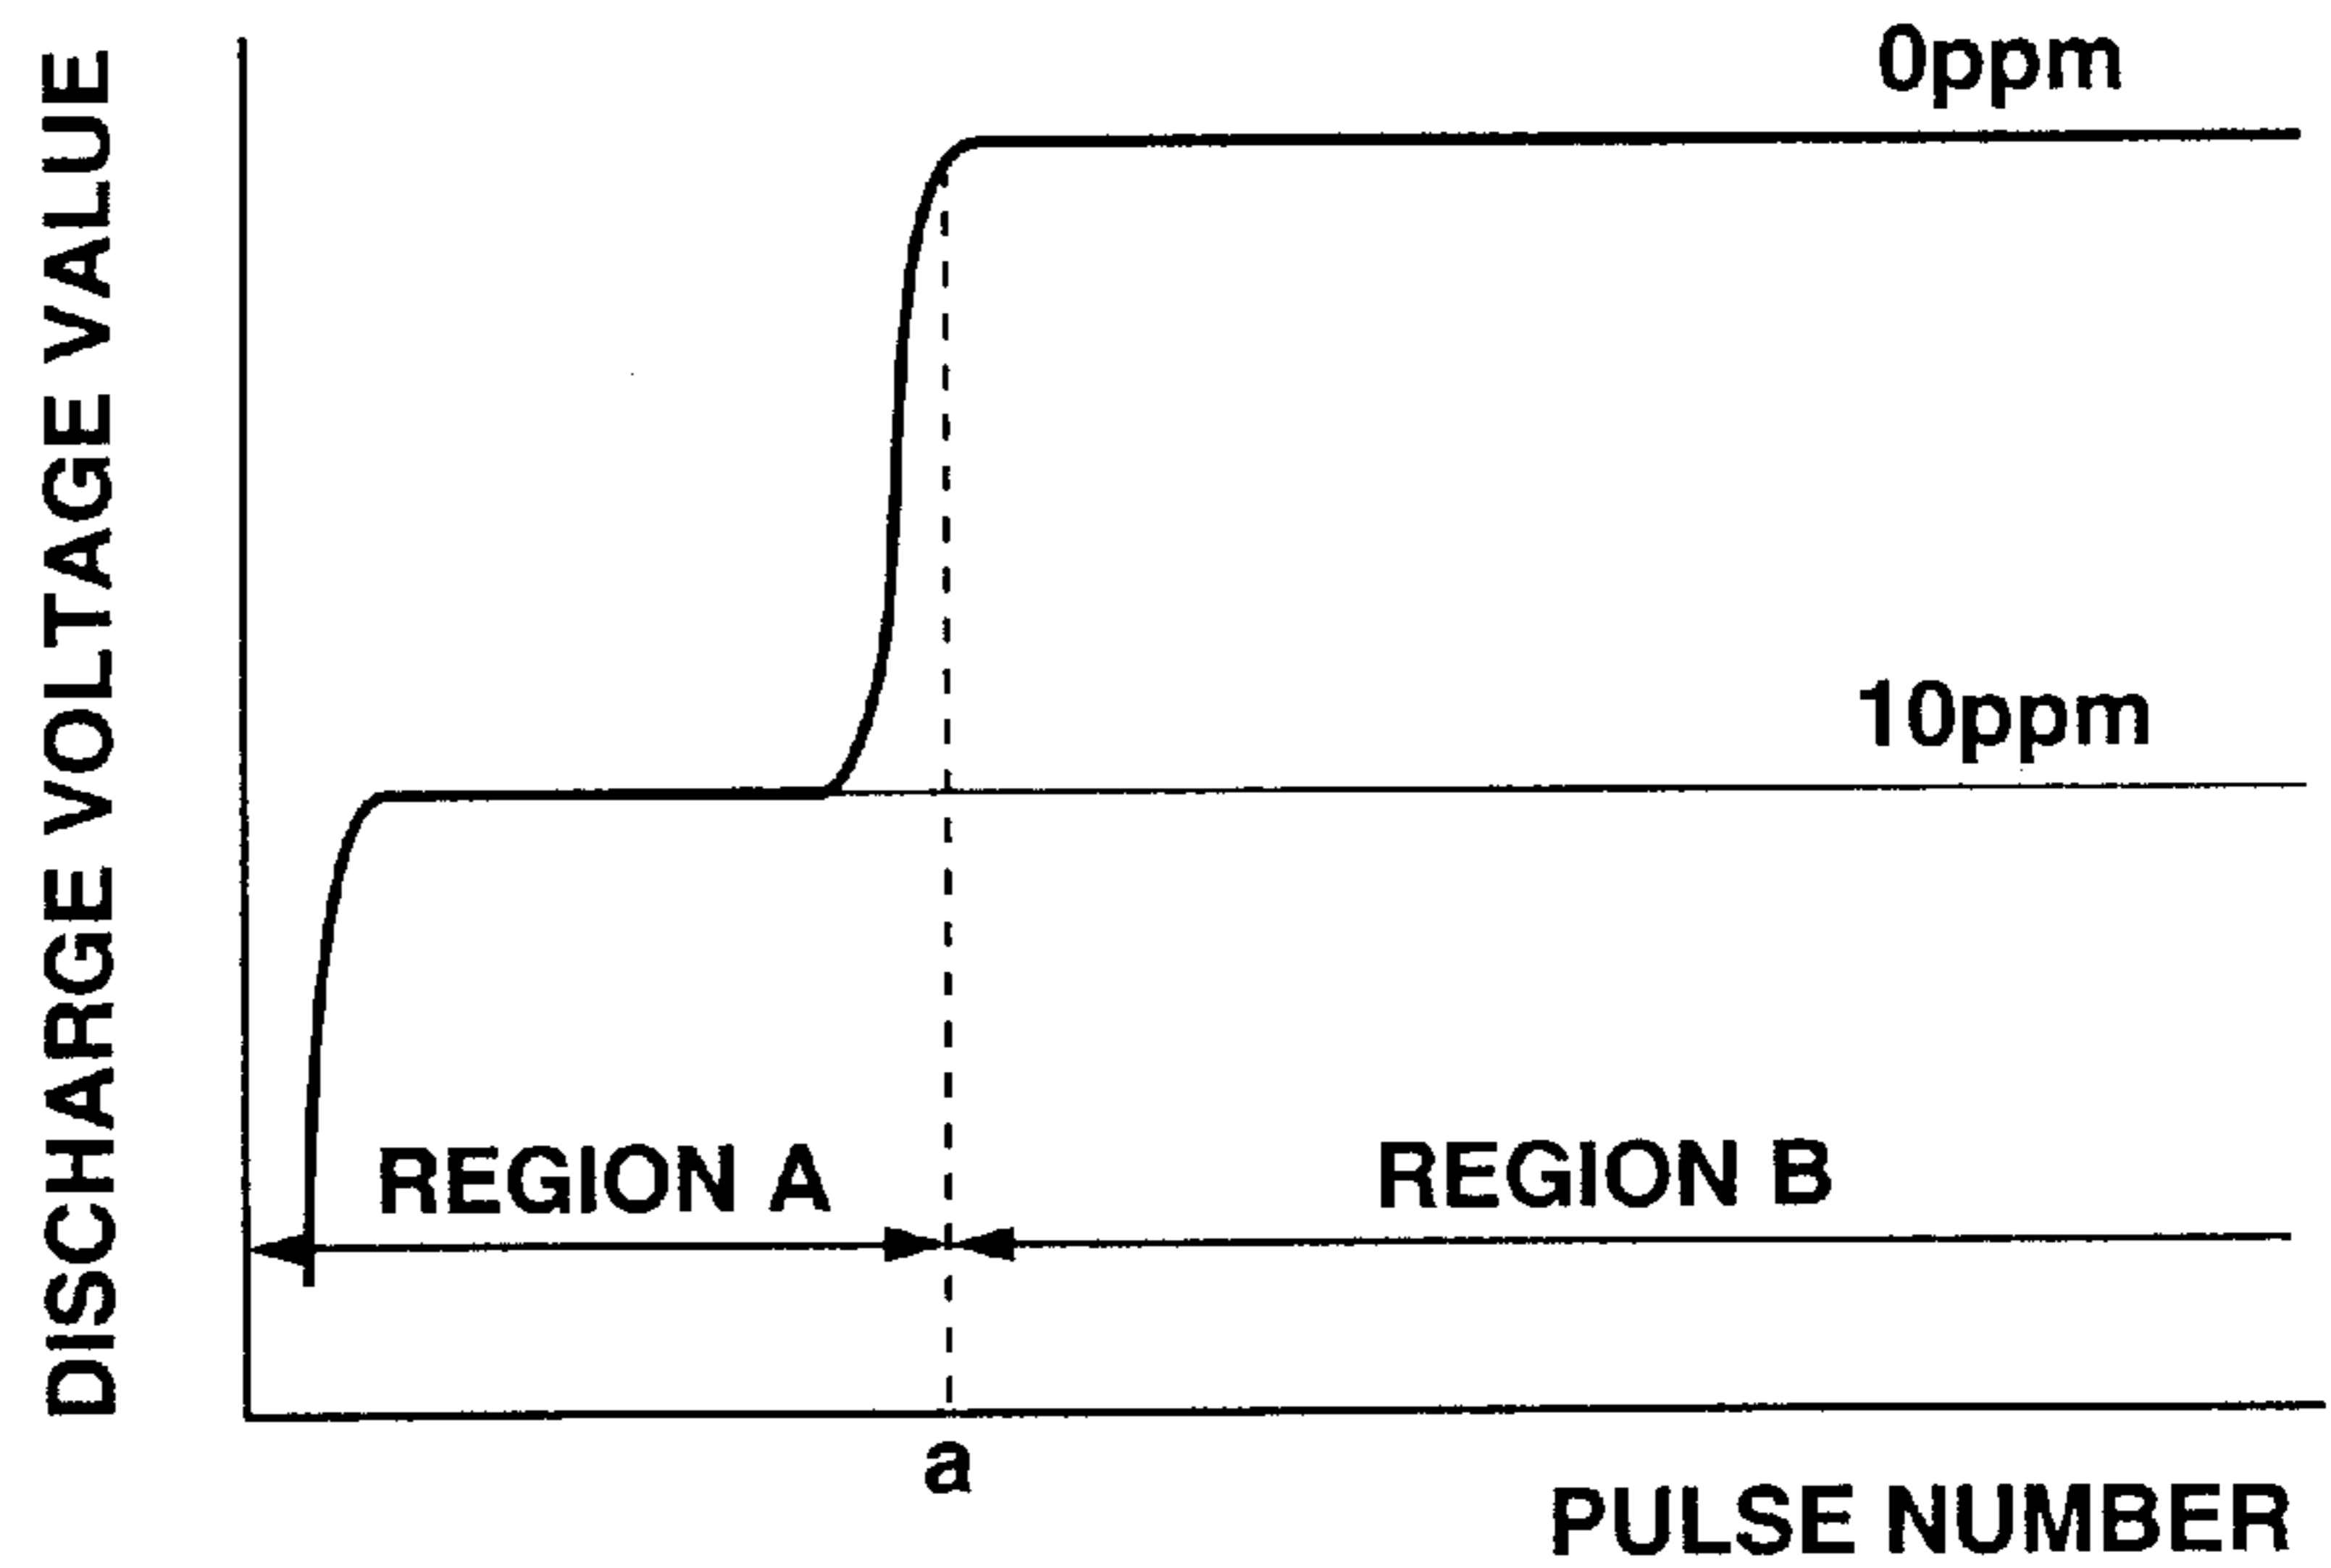 DISCHARGE VOLTAGE VALUE
0ppm
10ppm
REGION A
REGION B
a
PULSE NUMBER